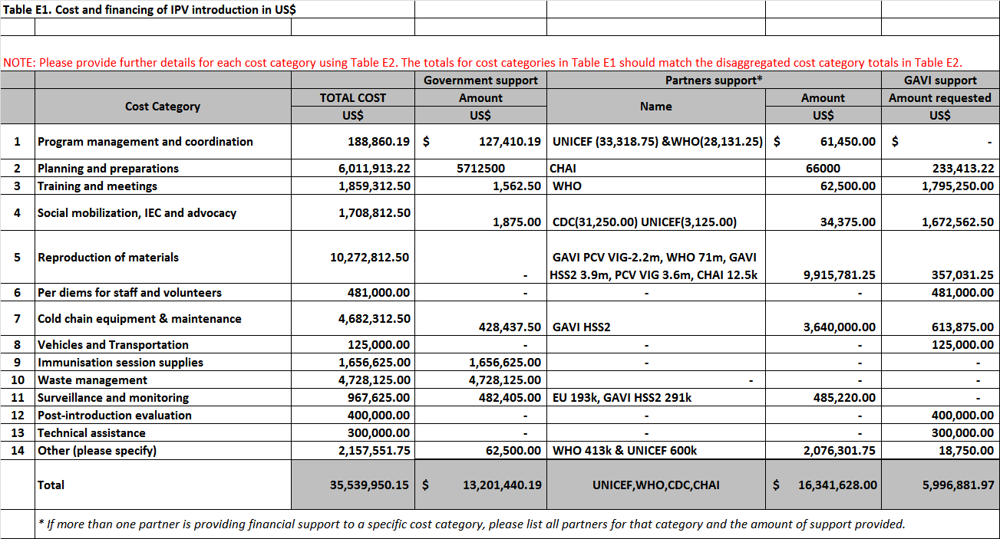 Table E1. Cost and financing of IPV introduction in US$
NOTE: Please provide further details for each cost category using Table E2. The totals for cost categories in Table E1 should match the disaggregated cost category totals in Table E2.
Government support Partners support* GAVI support
Cost Category TOTAL COST Amount Name Amount Amount requested
US$ US$ US$ US$
1 Program management and coordination 188,860.19 $ 127,410.19 UNICEF (33,318.75) &WHO(28,131.25) $ 61,450.00 $ -
2 Planning and preparations 6,011,913.22 5712500 CHAI 66000 233,413.22
3 Training and meetings 1,859,312.50 1,562.50 WHO 62,500.00 1,795,250.00
4 Social mobilization, IEC and advocacy 1,708,812.50 1,875.00 CDC(31,250.00) UNICEF(3,125.00) 34,375.00 1,672,562.50
5 Reproduction of materials 10,272,812.50 - GAVI PCV VIG-2.2m, WHO 71m, GAVI
HSS2 3.9m, PCV VIG 3.6m, CHAI 12.5k 9,915,781.25 357,031.25
6 Per diems for staff and volunteers 481,000.00 - - - 481,000.00
7 Cold chain equipment & maintenance 4,682,312.50 428,437.50 GAVI HSS2 3,640,000.00 613,875.00
8 Vehicles and Transportation 125,000.00 - - - 125,000.00
9 Immunisation session supplies 1,656,625.00 1,656,625.00 - - -
10 Waste management 4,728,125.00 4,728,125.00 - - -
11 Surveillance and monitoring 967,625.00 482,405.00 EU 193k, GAVI HSS2 291k 485,220.00 -
12 Post-introduction evaluation 400,000.00 - - - 400,000.00
13 Technical assistance 300,000.00 - - - 300,000.00
14 Other (please specify) 2,157,551.75 62,500.00 WHO 413k & UNICEF 600k 2,076,301.75 18,750.00
Total 35,539,950.15 $ 13,201,440.19 UNICEF,WHO,CDC,CHAI $ 16,341,628.00 5,996,881.97
* If more than one partner is providing financial support to a specific cost category, please list all partners for that category and the amount of support provided.